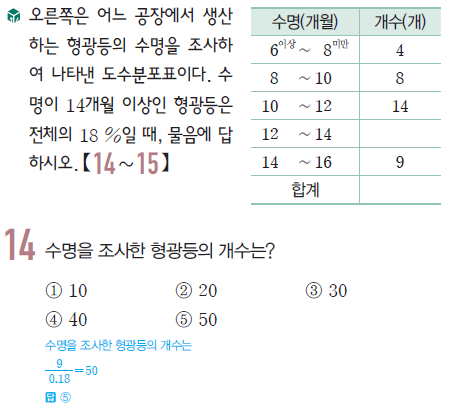 오른쪽은 어느 공장에서 생산
하는 형광등의 수명을 조사하
여 나타낸 도수분포표이다. 수
명이 14개월 이상인 형광등은
전체의 18 %일 때, 물음에 답
하시오.【14~15】
수명(개월) 개수(개)
6이상 ~ 8미만 4
8 ~ 10 8
10 ~ 12 14
12 ~ 14
14 ~ 16 9
합계
14 수명을 조사한 형광등의 개수는?
① 10 ② 20 ③ 30
④ 40 ⑤ 50
수명을 조사한 형광등의 개수는
9/0.18=50
답 ⑤